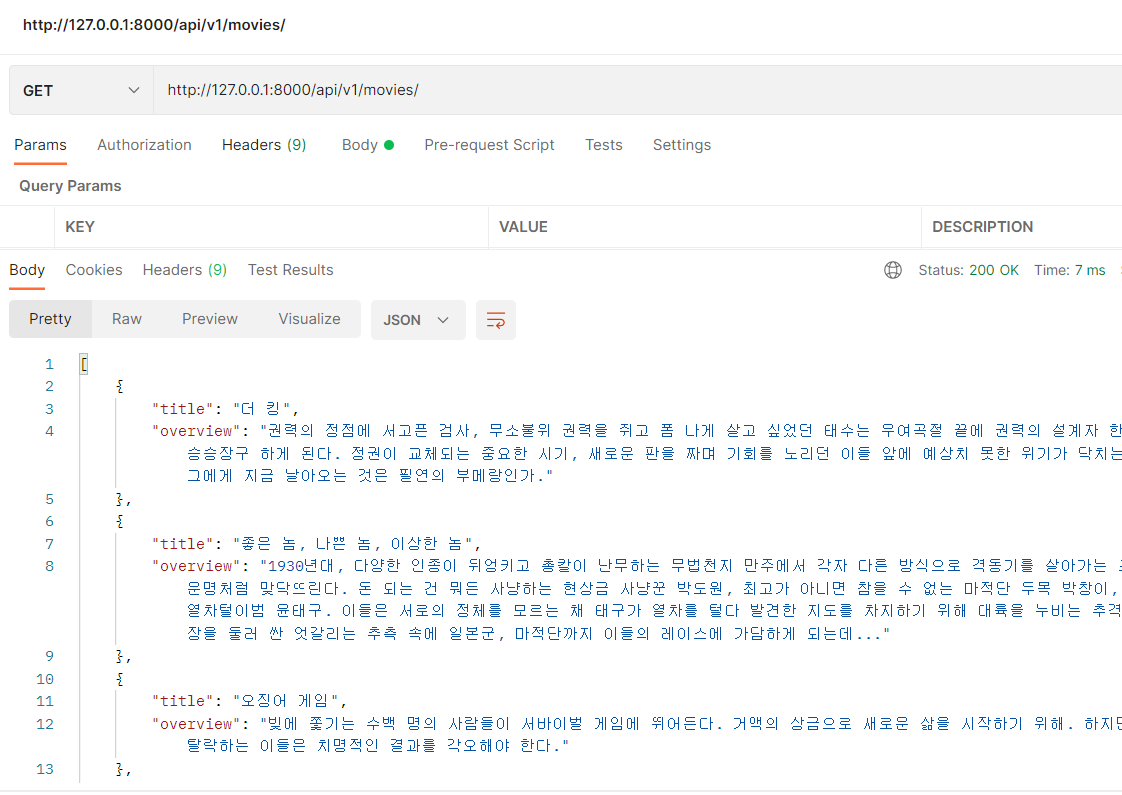 http://127.0.0.1:8000/api/v1/movies/
GET http://127.0.0.1:8000/api/v1/movies/
Params Authorization Headers (9) Body Pre-request Script Tests Settings
Query Params
KEY VALUE DESCRIPTION
Body Cookies Headers (9) Test Results Status: 200 OK Time: 7 ms
Pretty Raw Preview Visualize JSON
1 [
2 {
3 "title": "더 킹",
4 "overview": "권력의 정점에 서고픈 검사, 무소불위 권력을 쥐고 폼 나게 살고 싶었던 태수는 우여곡절 끝에 권력의 설계자 한
승승장구 하게 된다. 정권이 교체되는 중요한 시기, 새로운 판을 짜며 기회를 노리던 이들 앞에 예상치 못한 위기가 닥치는
그에게 지금 날아오는 것은 필연의 부메랑인가."
5 },
6 {
7 "title": "좋은 놈, 나쁜 놈, 이상한 놈",
8 "overview": "1930년대, 다양한 인종이 뒤엉키고 총칼이 난무하는 무법천지 만주에서 각자 다른 방식으로 격동기를 살아가는
운명처럼 맞닥뜨린다. 돈 되는 건 뭐든 사냥하는 현상금 사냥꾼 박도원, 최고가 아니면 참을 수 없는 마적단 두목 박창이,
열차털이범 윤태구. 이들은 서로의 정체를 모르는 채 태구가 열차를 털다 발견한 지도를 차지하기 위해 대륙을 누비는 추격
장을 둘러 싼 엇갈리는 추측 속에 일본군, 마적단까지 이들의 레이스에 가담하게 되는데..."
9 },
10 {
11 "title": "오징어 게임",
12 "overview": "빚에 쫓기는 수백 명의 사람들이 서바이벌 게임에 뛰어든다. 거액의 상금으로 새로운 삶을 시작하기 위해. 하지만
탈락하는 이들은 치명적인 결과를 각오해야 한다."
13 },